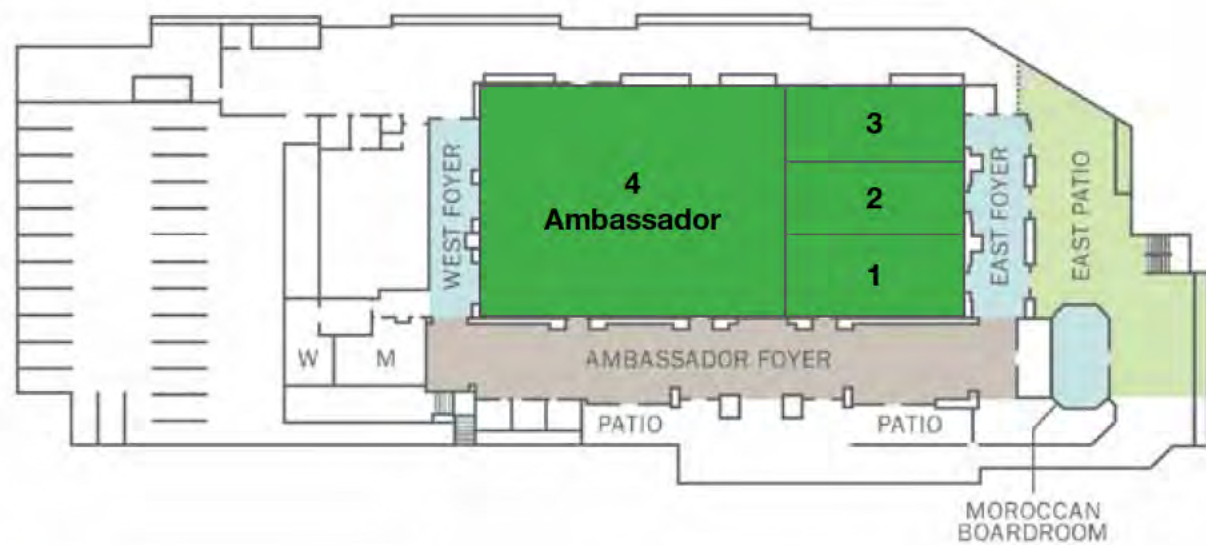 3
4
Ambassador
2
1
WEST FOYER
EAST FOYER
EAST PATIO
W
M
AMBASSADOR FOYER
PATIO
PATIO
MOROCCAN
BOARDROOM